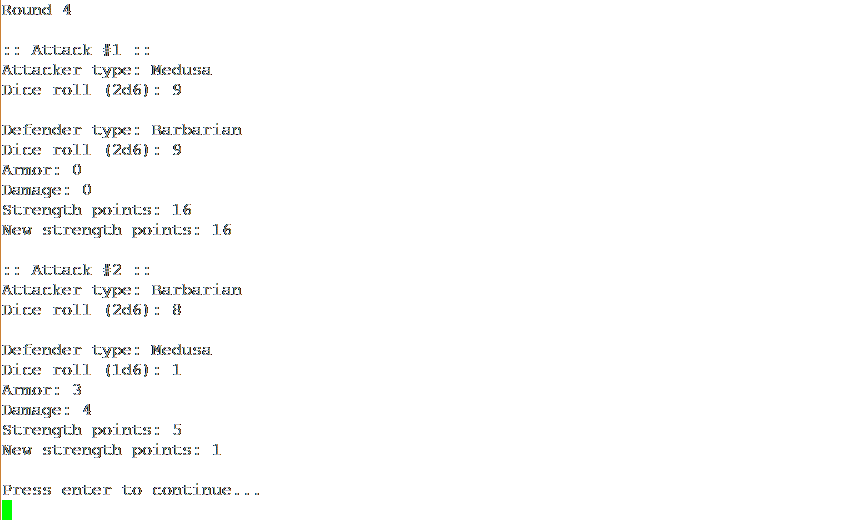 Round 4
:: Attack #1 ::
Attacker type: Medusa
Dice roll (2d6): 9
Defender type: Barbarian
Dice roll (2d6): 9
Armor: 0
Damage: 0
Strength points: 16
New strength points: 16
:: Attack #2 ::
Attacker type: Barbarian
Dice roll (2d6): 8
Defender type: Medusa
Dice roll (1d6): 1
Armor: 3
Damage: 4
Strength points: 5
New strength points: 1
Press enter to continue...